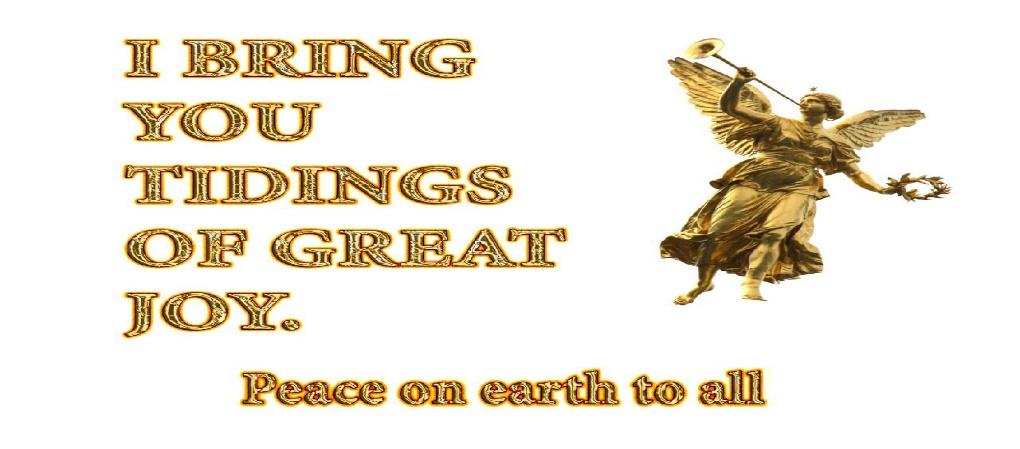 I BRING
YOU
TIDINGS
OF GREAT
JOY.
Peace on earth to all